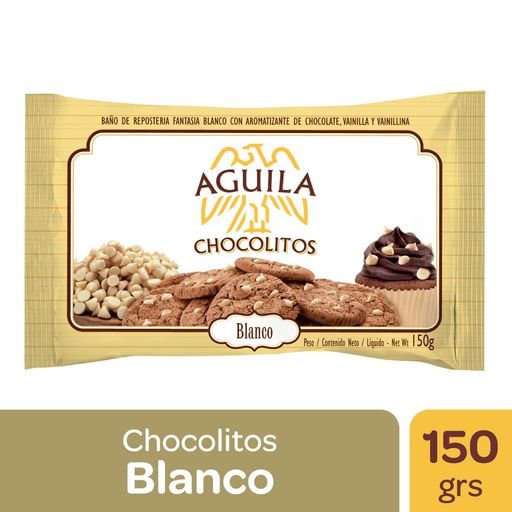 BAÑO DE REPOSTERIA FANTASIA BLANCO CON AROMATIZANTE DE CHOCOLATE, VAINILLA Y VAINILLINA
AGUILA
CHOCOLITOS
Blanco
Peso / Contenido Neto / Líquido - Net Wt 150g
Chocolitos
Blanco
150
grs